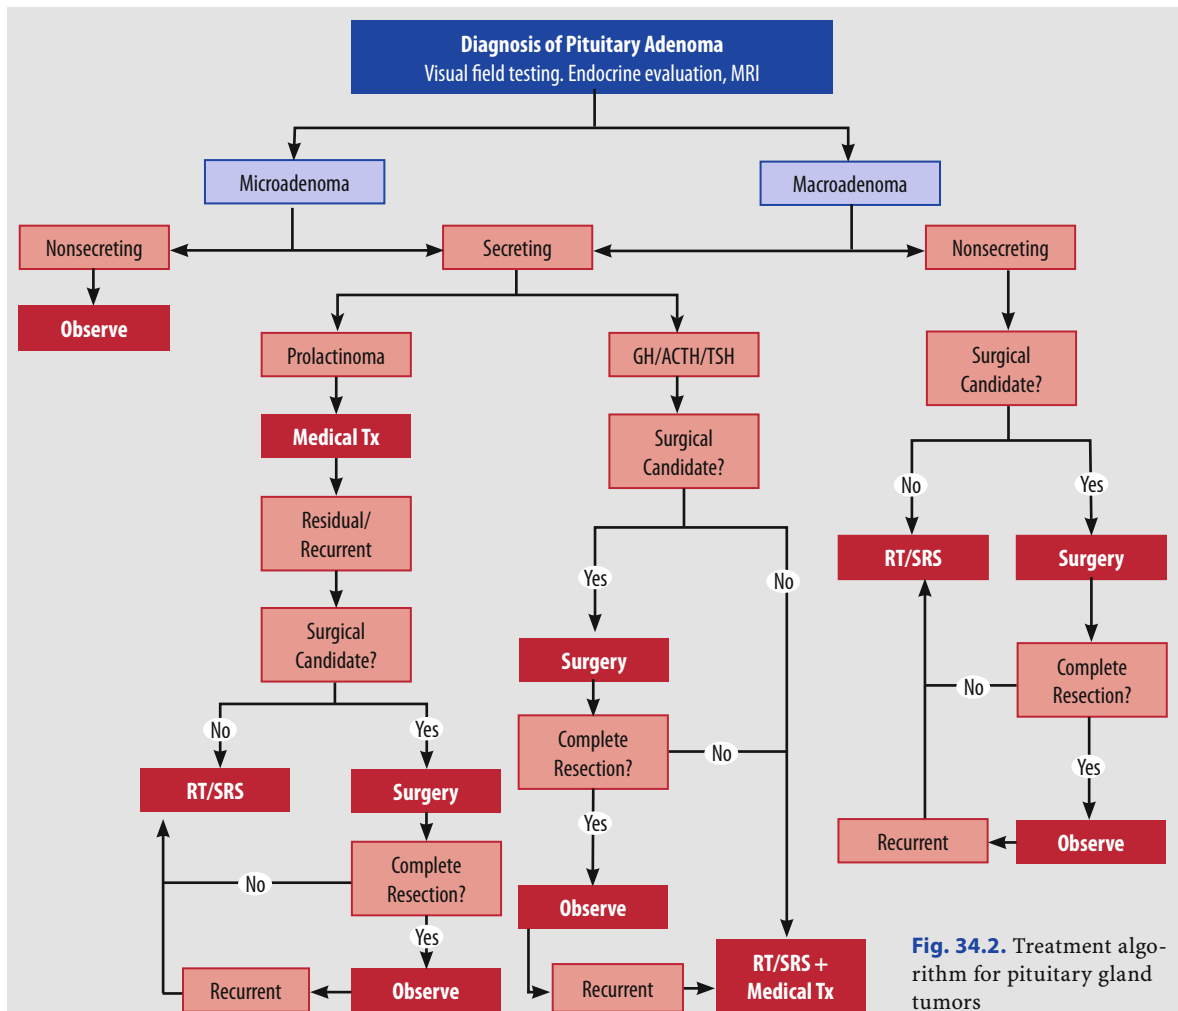 Diagnosis of Pituitary Adenoma
Visual field testing. Endocrine evaluation, MRI
Microadenoma
Macroadenoma
Nonsecreting
Secreting
Nonsecreting
Observe
Prolactinoma
GH/ACTH/TSH
Surgical
Candidate?
Medical Tx
Surgical
Candidate?
No
Yes
Residual/
Recurrent
RT/SRS
Surgery
Yes
No
Surgical
Candidate?
Surgery
Complete
Resection?
No
No
Yes
Complete
Resection?
No
Yes
RT/SRS
Surgery
Yes
Recurrent
Observe
Complete
Resection?
No
Observe
Yes
Recurrent
Observe
Recurrent
RT/SRS +
Medical Tx
Fig. 34.2. Treatment algo-
rithm for pituitary gland
tumors